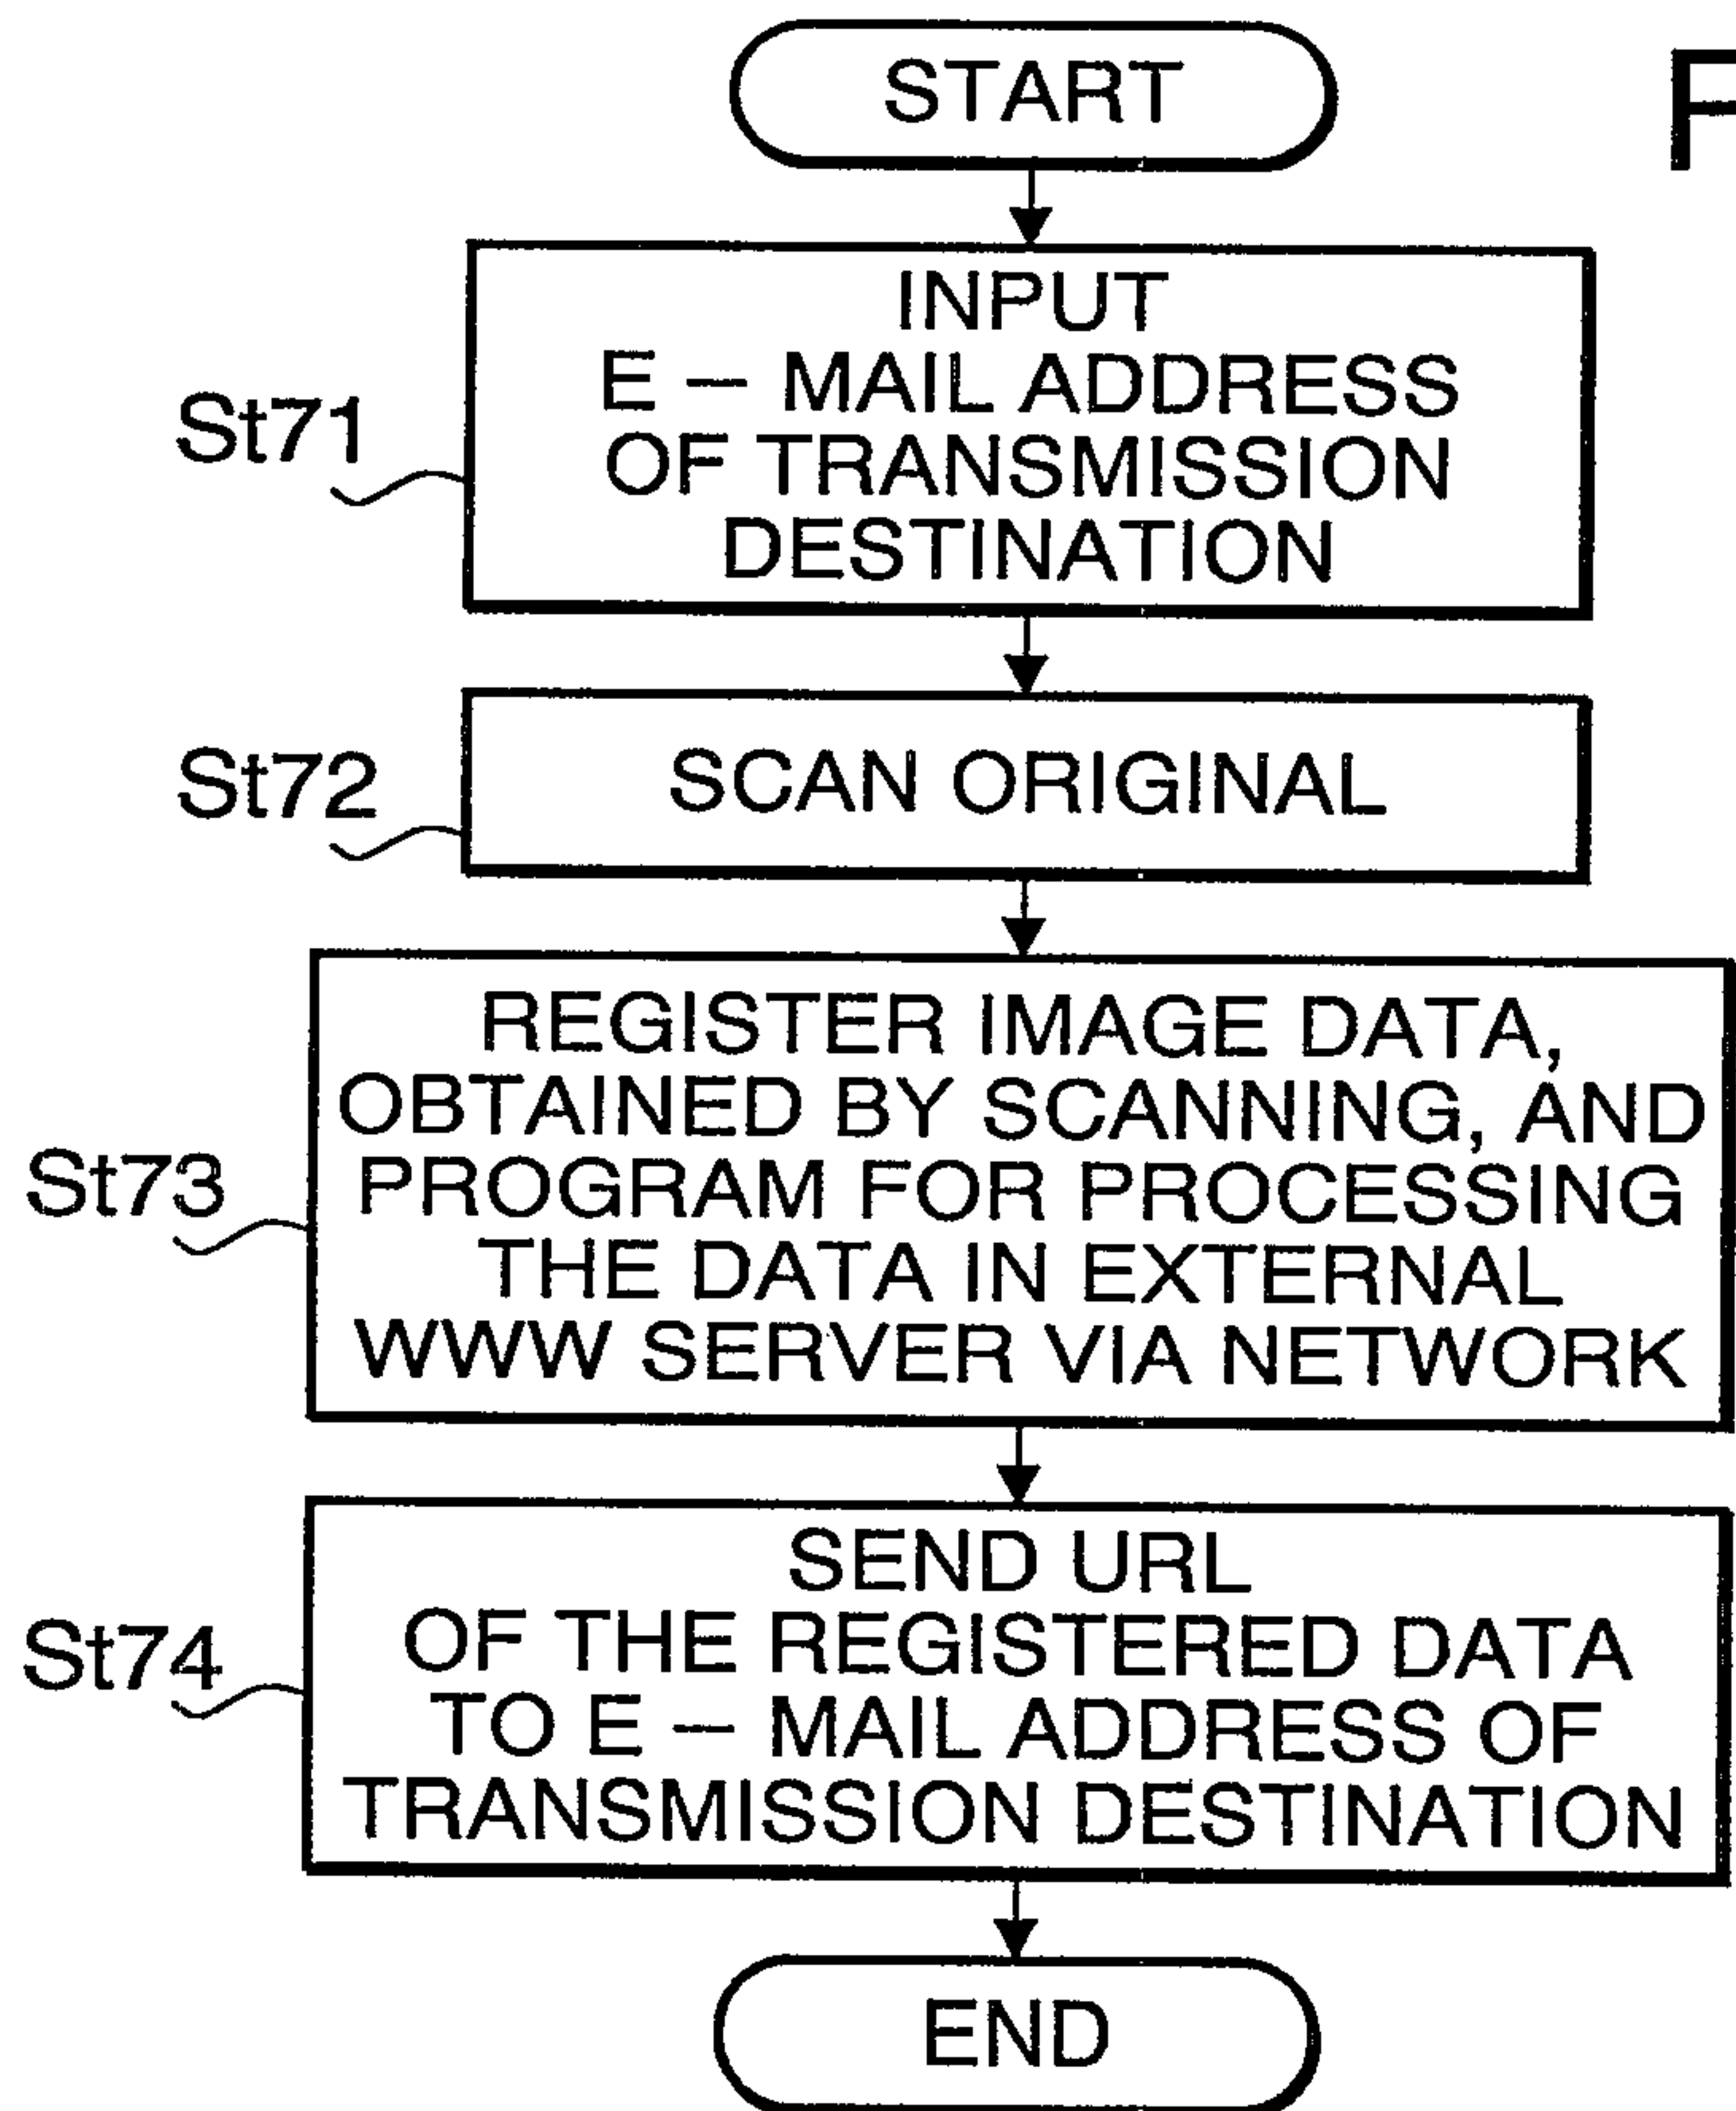 START
INPUT
E – MAIL ADDRESS
OF TRANSMISSION
DESTINATION
St71
SCAN ORIGINAL
St72
REGISTER IMAGE DATA,
OBTAINED BY SCANNING, AND
PROGRAM FOR PROCESSING
THE DATA IN EXTERNAL
WWW SERVER VIA NETWORK
St73
SEND URL
OF THE REGISTERED DATA
TO E – MAIL ADDRESS OF
TRANSMISSION DESTINATION
St74
END